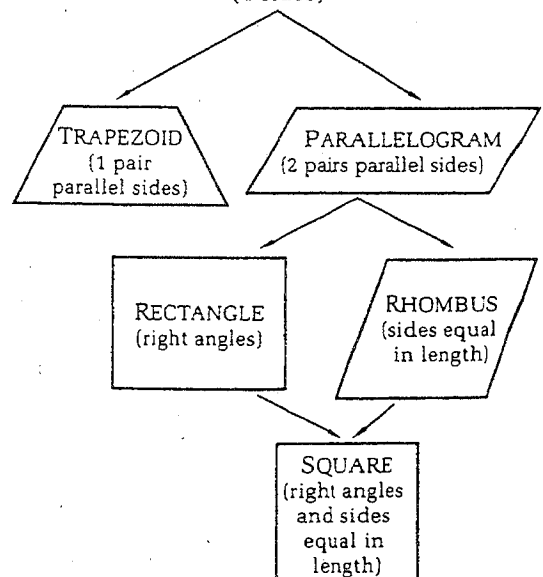 TRAPEZOID
(1 pair
parallel sides)
PARALLELOGRAM
(2 pairs parallel sides)
RECTANGLE
(right angles)
RHOMBUS
(sides equal
in length)
SQUARE
(right angles
and sides
equal in
length)